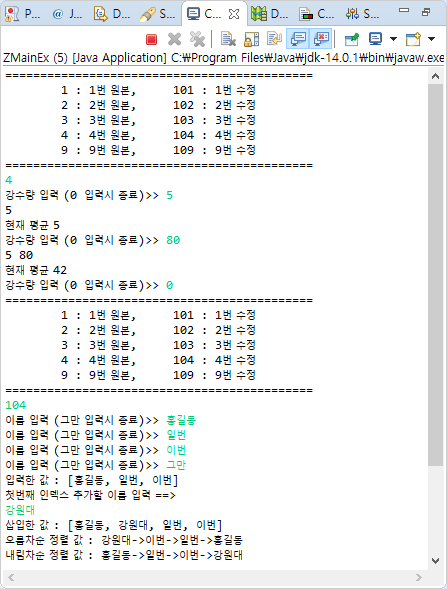 P... J... D... S... C... D... C... S...
ZMainEx (5) [Java Application] C:₩Program Files₩Java₩jdk-14.0.1₩bin₩javaw.exe
============================================
1 : 1번 원본, 101 : 1번 수정
2 : 2번 원본, 102 : 2번 수정
3 : 3번 원본, 103 : 3번 수정
4 : 4번 원본, 104 : 4번 수정
9 : 9번 원본, 109 : 9번 수정
============================================
4
강수량 입력 (0 입력시 종료)>> 5
5
현재 평균 5
강수량 입력 (0 입력시 종료)>> 80
5 80
현재 평균 42
강수량 입력 (0 입력시 종료)>> 0
============================================
1 : 1번 원본, 101 : 1번 수정
2 : 2번 원본, 102 : 2번 수정
3 : 3번 원본, 103 : 3번 수정
4 : 4번 원본, 104 : 4번 수정
9 : 9번 원본, 109 : 9번 수정
============================================
104
이름 입력 (그만 입력시 종료)>> 홍길동
이름 입력 (그만 입력시 종료)>> 일번
이름 입력 (그만 입력시 종료)>> 이번
이름 입력 (그만 입력시 종료)>> 그만
입력한 값 : [홍길동, 일번, 이번]
첫번째 인덱스 추가할 이름 입력 ==>
강원대
삽입한 값 : [홍길동, 강원대, 일번, 이번]
오름차순 정렬 값 : 강원대->이번->일번->홍길동
내림차순 정렬 값 : 홍길동->일번->이번->강원대